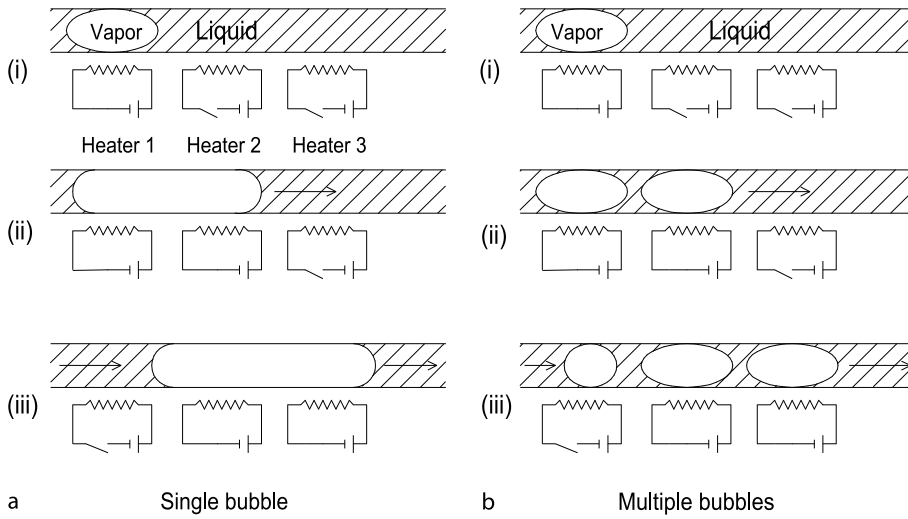 Vapor Liquid
(i)
Heater 1 Heater 2 Heater 3
(ii)
(iii)
a Single bubble
Vapor Liquid
(i)
(ii)
(iii)
b Multiple bubbles